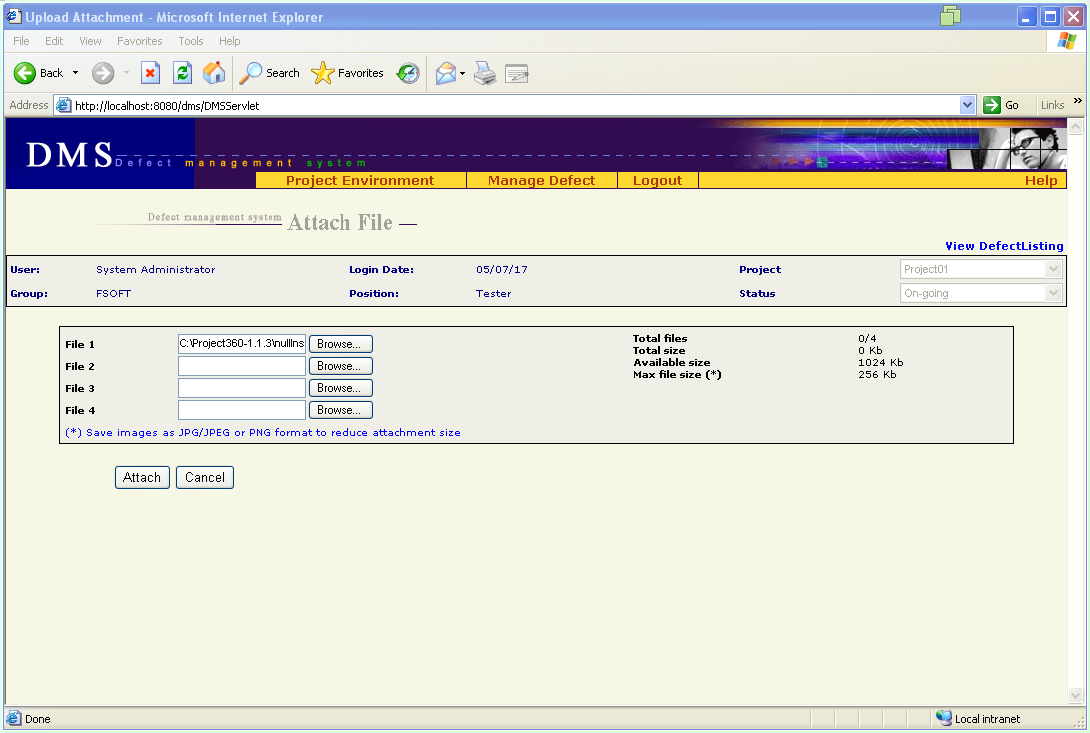 Upload Attachment - Microsoft Internet Explorer
File Edit View Favorites Tools Help
Back Search Favorites
Address http://localhost:8080/dms/DMSServlet Go Links »
DMS Defect management system
Project Environment Manage Defect Logout Help
Defect management system Attach File
View DefectListing
User: System Administrator Login Date: 05/07/17 Project Project01
Group: FSOFT Position: Tester Status On-going
File 1 C:\Project360-1.1.3\nullIns Browse... Total files 0/4
Total size 0 Kb
File 2 Browse... Available size 1024 Kb
Max file size (*) 256 Kb
File 3 Browse...
File 4 Browse...
(*) Save images as JPG/JPEG or PNG format to reduce attachment size
Attach Cancel
Done Local intranet